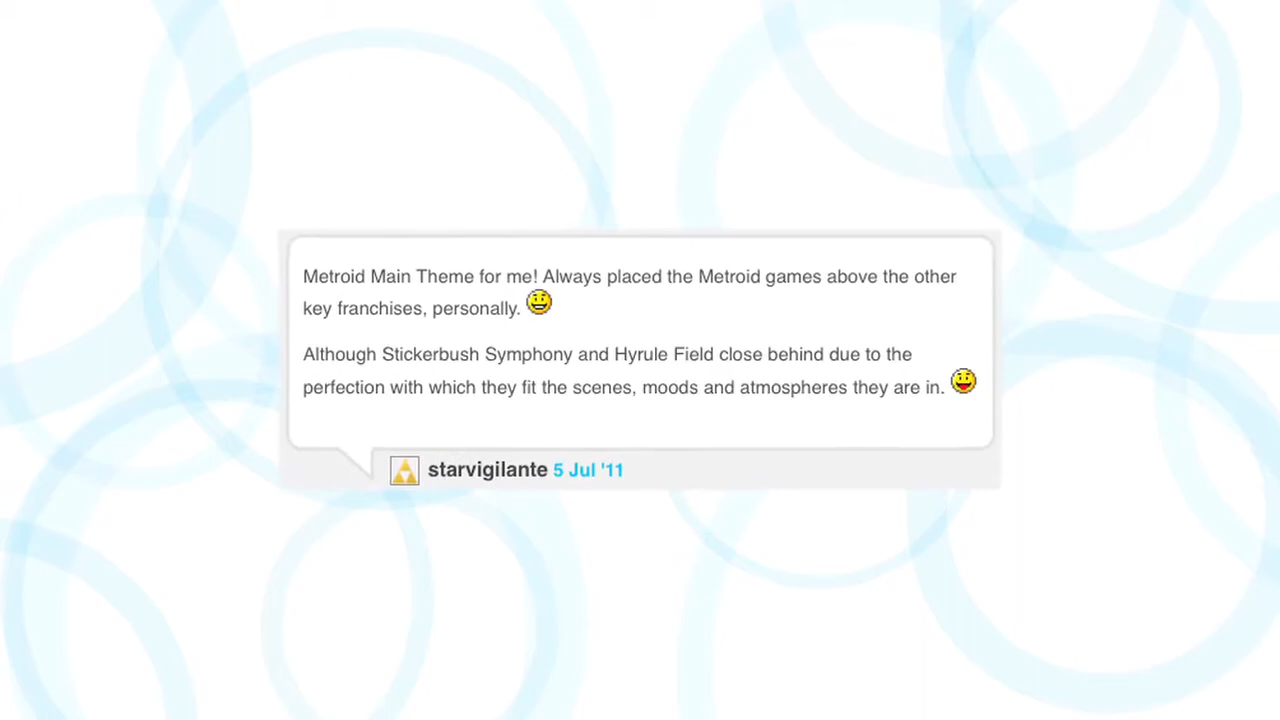 Metroid Main Theme for me! Always placed the Metroid games above the other
key franchises, personally.
Although Stickerbush Symphony and Hyrule Field close behind due to the
perfection with which they fit the scenes, moods and atmospheres they are in.
starvigilante 5 Jul '11